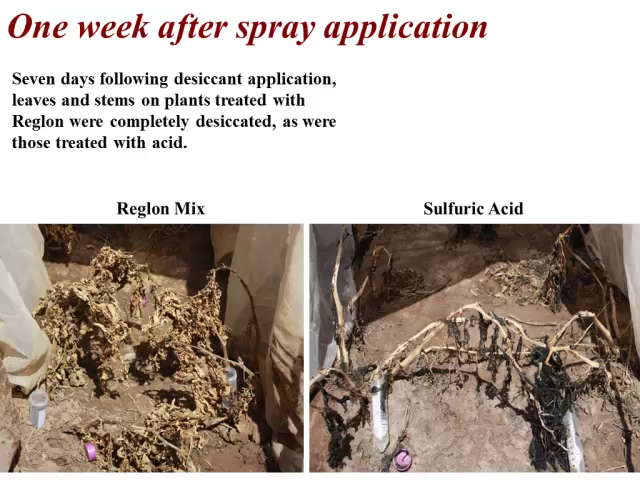 One week after spray application
Seven days following desiccant application,
leaves and stems on plants treated with
Reglon were completely desiccated, as were
those treated with acid.
Reglon Mix
Sulfuric Acid